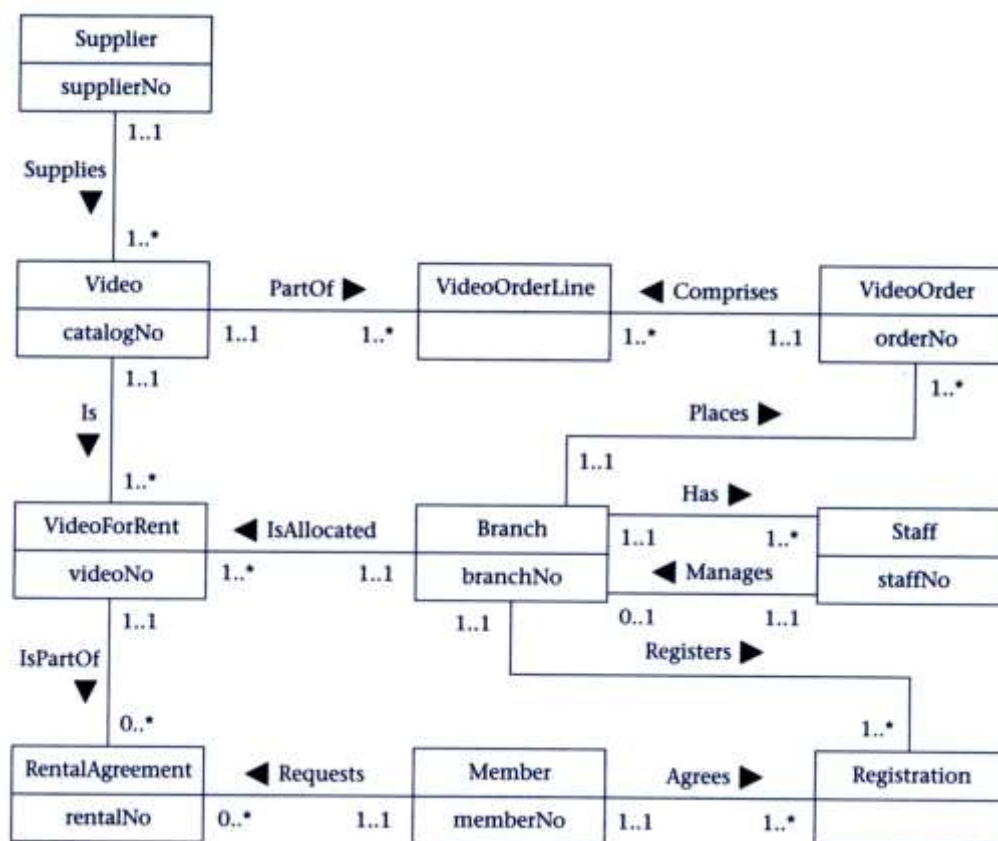 Supplier
supplierNo
1..1
Supplies
1..*
Video
catalogNo
PartOf
1..1
1..*
VideoOrderLine
Comprises
1..*
1..1
VideoOrder
orderNo
1..1
Is
1..*
1..*
Places
1..1
VideoForRent
videoNo
IsAllocated
1..*
1..1
Branch
branchNo
Has
1..1
1..*
Manages
0..1
1..1
Staff
staffNo
1..1
IsPartOf
0..*
1..1
Registers
1..*
RentalAgreement
rentalNo
Requests
0..*
1..1
Member
memberNo
Agrees
1..1
1..*
Registration